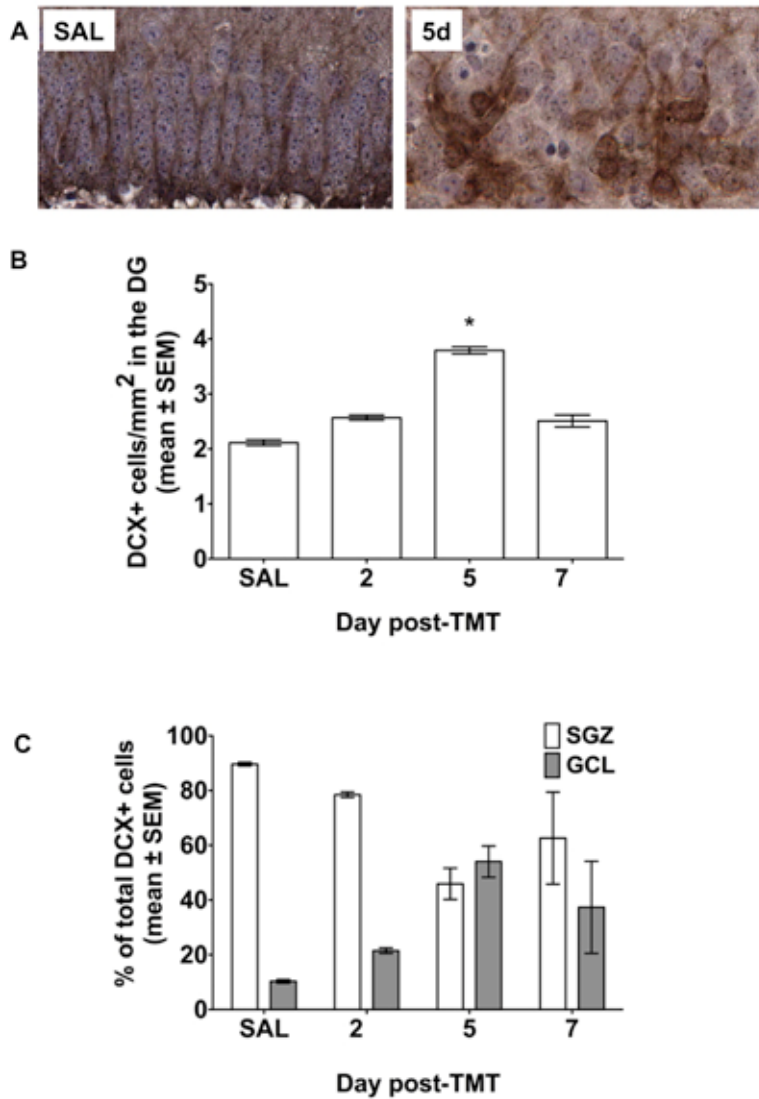 A
SAL
5d
B
DCX+ cells/mm² in the DG
(mean ± SEM)
5
4
3
2
1
0
*
SAL 2 5 7
Day post-TMT
C
% of total DCX+ cells
(mean ± SEM)
100
80
60
40
20
0
SGZ
GCL
SAL 2 5 7
Day post-TMT